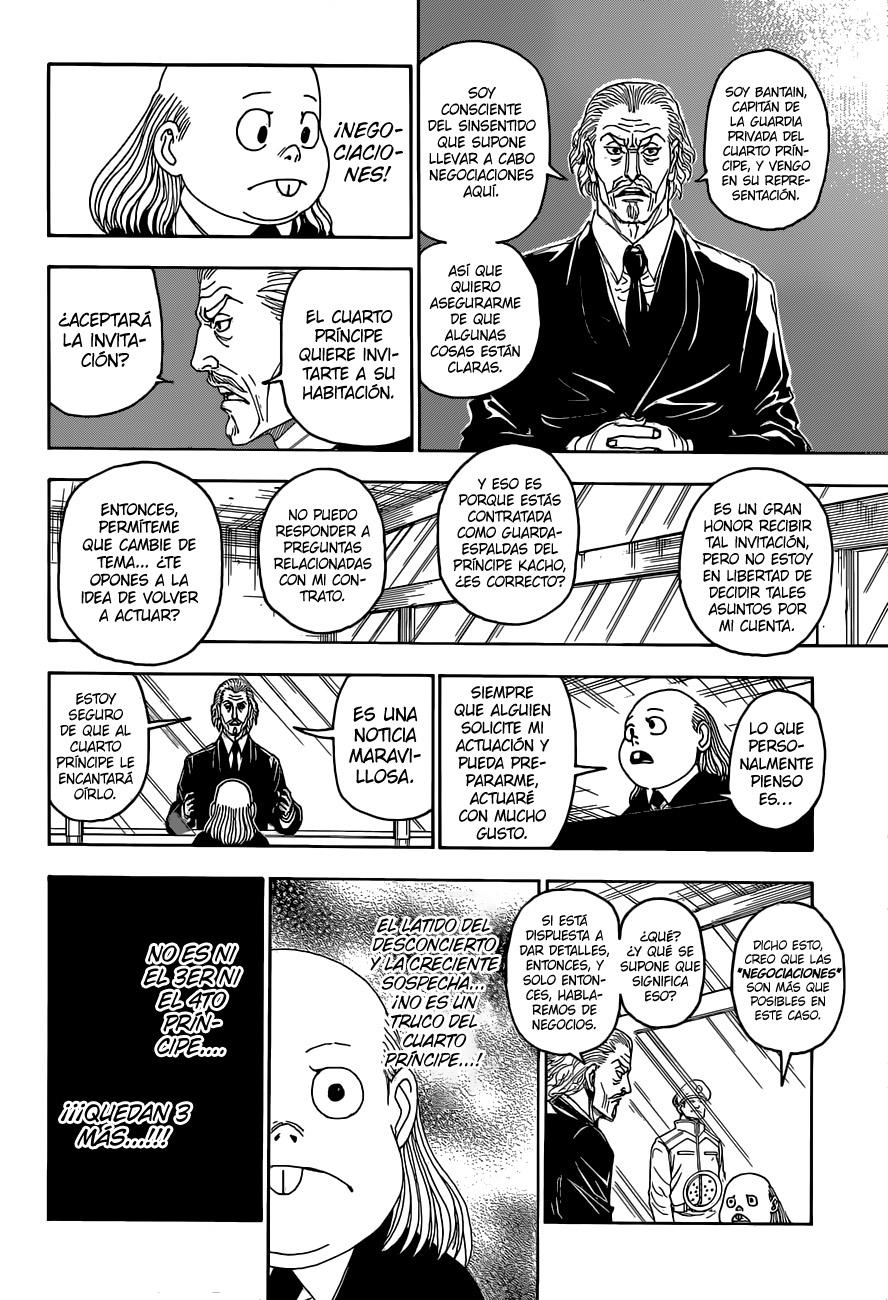 SOY BANTAIN,
CAPITÁN DE
LA GUARDIA
PRIVADA DEL
CUARTO PRÍN-
CIPE, Y VENGO
EN SU REPRE-
SENTACIÓN.
SOY
CONSCIENTE
DEL SINSENTIDO
QUE SUPONE
LLEVAR A CABO
NEGOCIACIONES
AQUÍ.
ASÍ QUE
QUIERO
ASEGURARME
DE QUE
ALGUNAS
COSAS ESTÁN
CLARAS.
¡NEGO-
CIACIO-
NES!
EL CUARTO
PRÍNCIPE
QUIERE INVI-
TARTE A SU
HABITACIÓN.
¿ACEPTARÁ
LA INVITA-
CIÓN?
ES UN GRAN
HONOR RECIBIR
TAL INVITACIÓN,
PERO NO ESTOY
EN LIBERTAD DE
DECIDIR TALES
ASUNTOS POR
MI CUENTA.
Y ESO ES
PORQUE ESTÁS
CONTRATADA
COMO GUARDA-
ESPALDAS DEL
PRÍNCIPE KACHO,
¿ES CORRECTO?
NO PUEDO
RESPONDER A
PREGUNTAS
RELACIONADAS
CON MI CON-
TRATO.
ENTONCES,
PERMÍTEME
QUE CAMBIE DE
TEMA... ¿TE
OPONES A LA
IDEA DE VOLVER
A ACTUAR?
LO QUE
PERSO-
NALMENTE
PIENSO
ES...
SIEMPRE
QUE ALGUIEN
SOLICITE MI
ACTUACIÓN Y
PUEDA PRE-
PARARME,
ACTUARÉ
CON MUCHO
GUSTO.
ES UNA
NOTICIA
MARAVI-
LLOSA.
ESTOY
SEGURO
DE QUE AL
CUARTO
PRÍNCIPE LE
ENCANTARÁ
OÍRLO.
DICHO ESTO,
CREO QUE LAS
"NEGOCIACIONES"
SON MÁS QUE
POSIBLES EN
ESTE CASO.
¿QUÉ?
¿Y QUÉ SE
SUPONE QUE
SIGNIFICA
ESO?
SI ESTÁ
DISPUESTA A
DAR DETALLES,
ENTONCES, Y
SOLO ENTON-
CES, HABLA-
REMOS DE
NEGOCIOS.
EL LATIDO DEL
DESCONCIERTO
Y LA CRECIENTE
SOSPECHA...
¡NO ES UN
TRUCO DEL
CUARTO
PRÍNCIPE...!
NO ES NI
EL 3ER NI
EL 4TO
PRÍN-
CIPE....
¡¡¡QUEDAN 3
MÁS...!!!